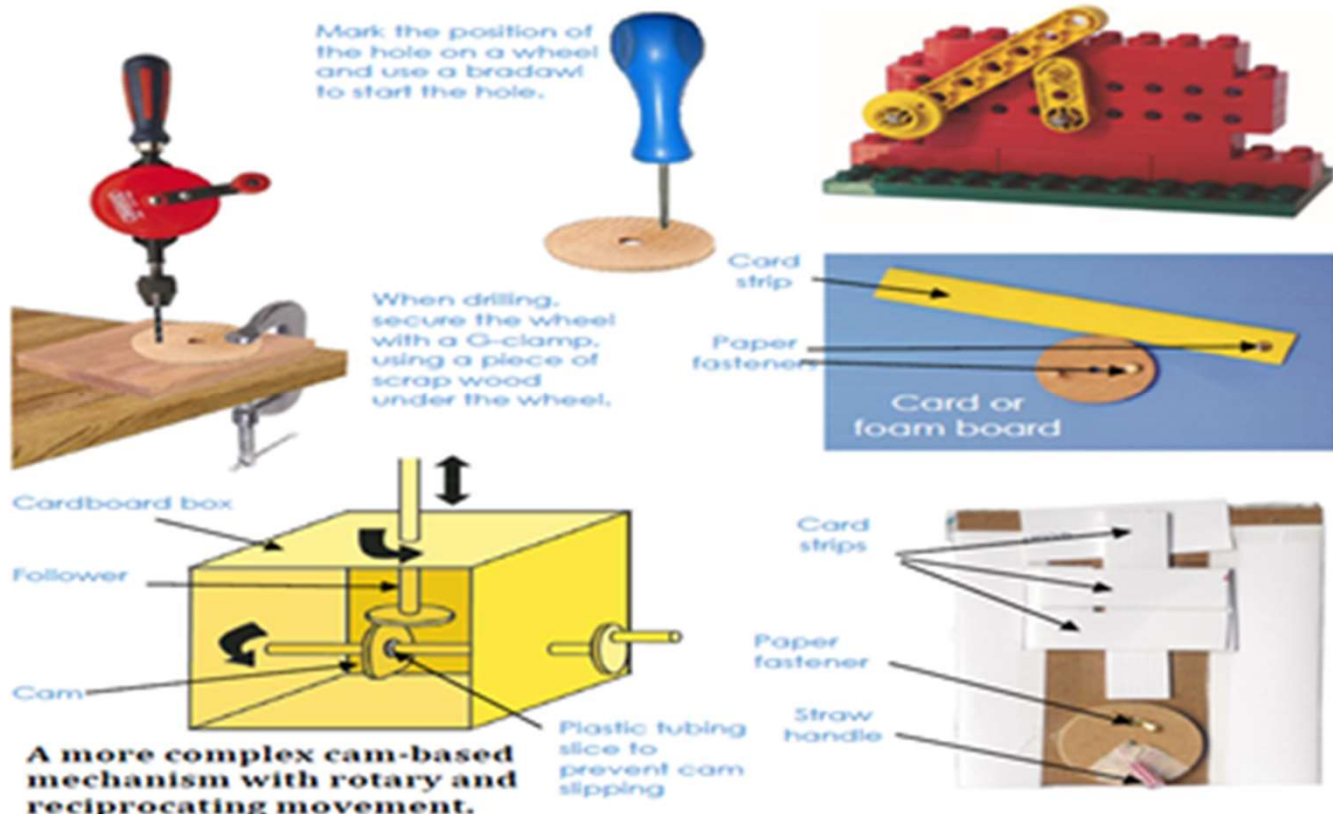 Mark the position of
the hole on a wheel
and use a bradawl
to start the hole.
When drilling,
secure the wheel
with a G-clamp,
using a piece of
scrap wood
under the wheel.
Card
strip
Paper
fasteners
Card or
foam board
Cardboard box
Follower
Cam
Plastic tubing
slice to
prevent cam
slipping
A more complex cam-based
mechanism with rotary and
reciprocating movement.
Card
strips
Paper
fastener
Straw
handle